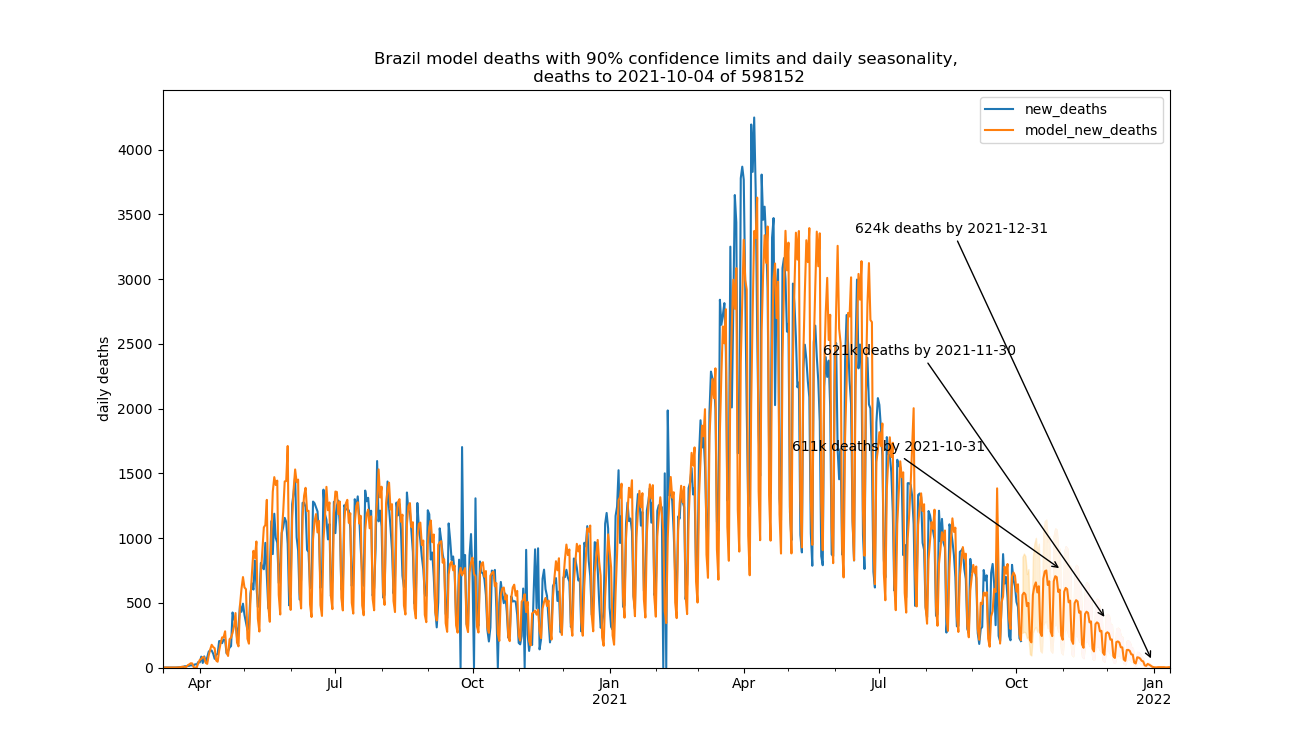 Brazil model deaths with 90% confidence limits and daily seasonality,
deaths to 2021-10-04 of 598152
new_deaths
model_new_deaths
daily deaths
4000
3500
3000
2500
2000
1500
1000
500
0
624k deaths by 2021-12-31
621k deaths by 2021-11-30
611k deaths by 2021-10-31
Apr
Jul
Oct
Jan
2021
Apr
Jul
Oct
Jan
2022